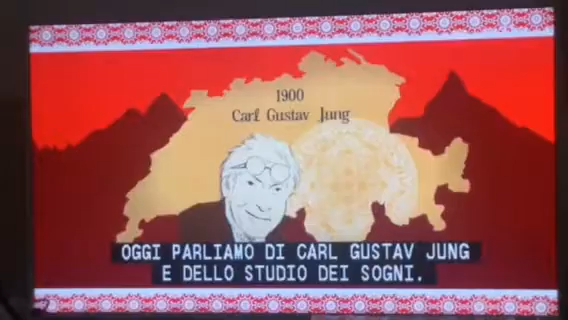 1900
Carl Gustav Jung
OGGI PARLIAMO DI CARL GUSTAV JUNG
E DELLO STUDIO DEI SOGNI.